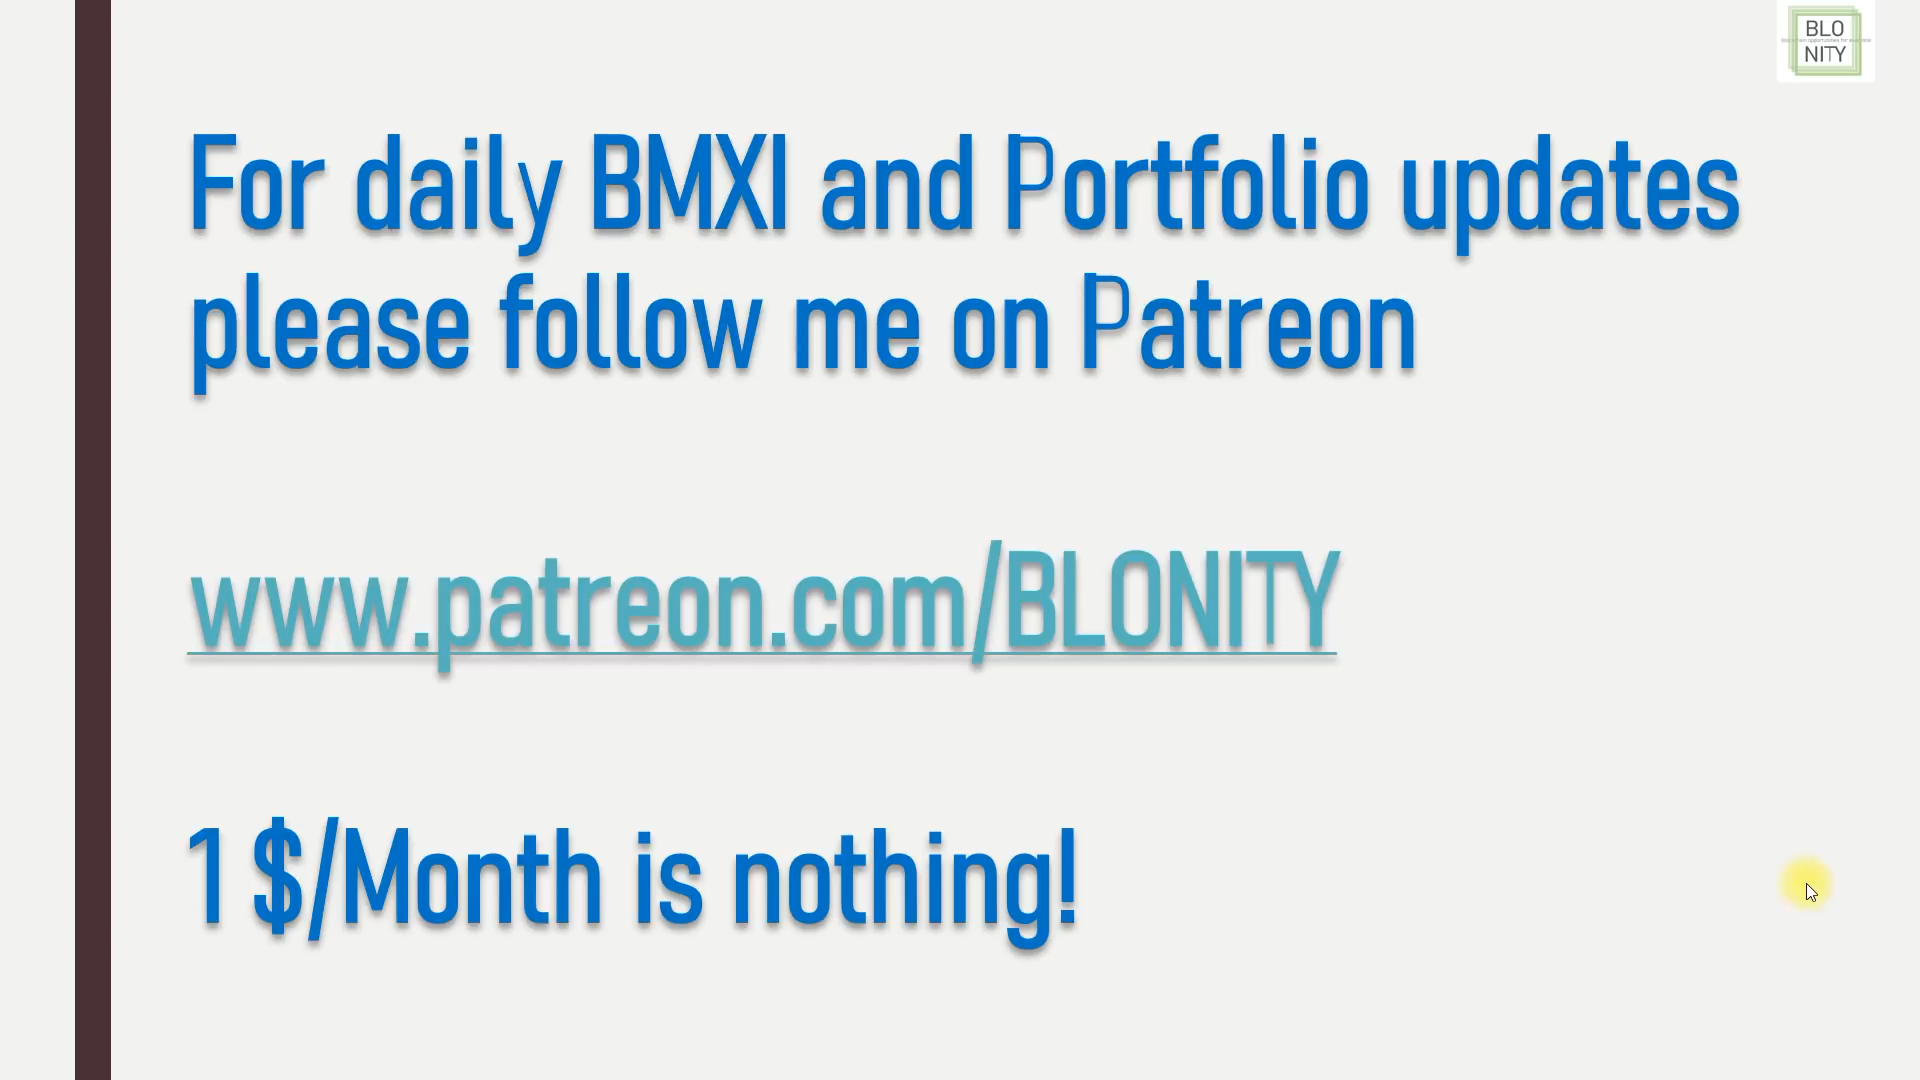 BLO
NITY
For daily BMXI and Portfolio updates
please follow me on Patreon
www.patreon.com/BLONITY
1 $/Month is nothing!